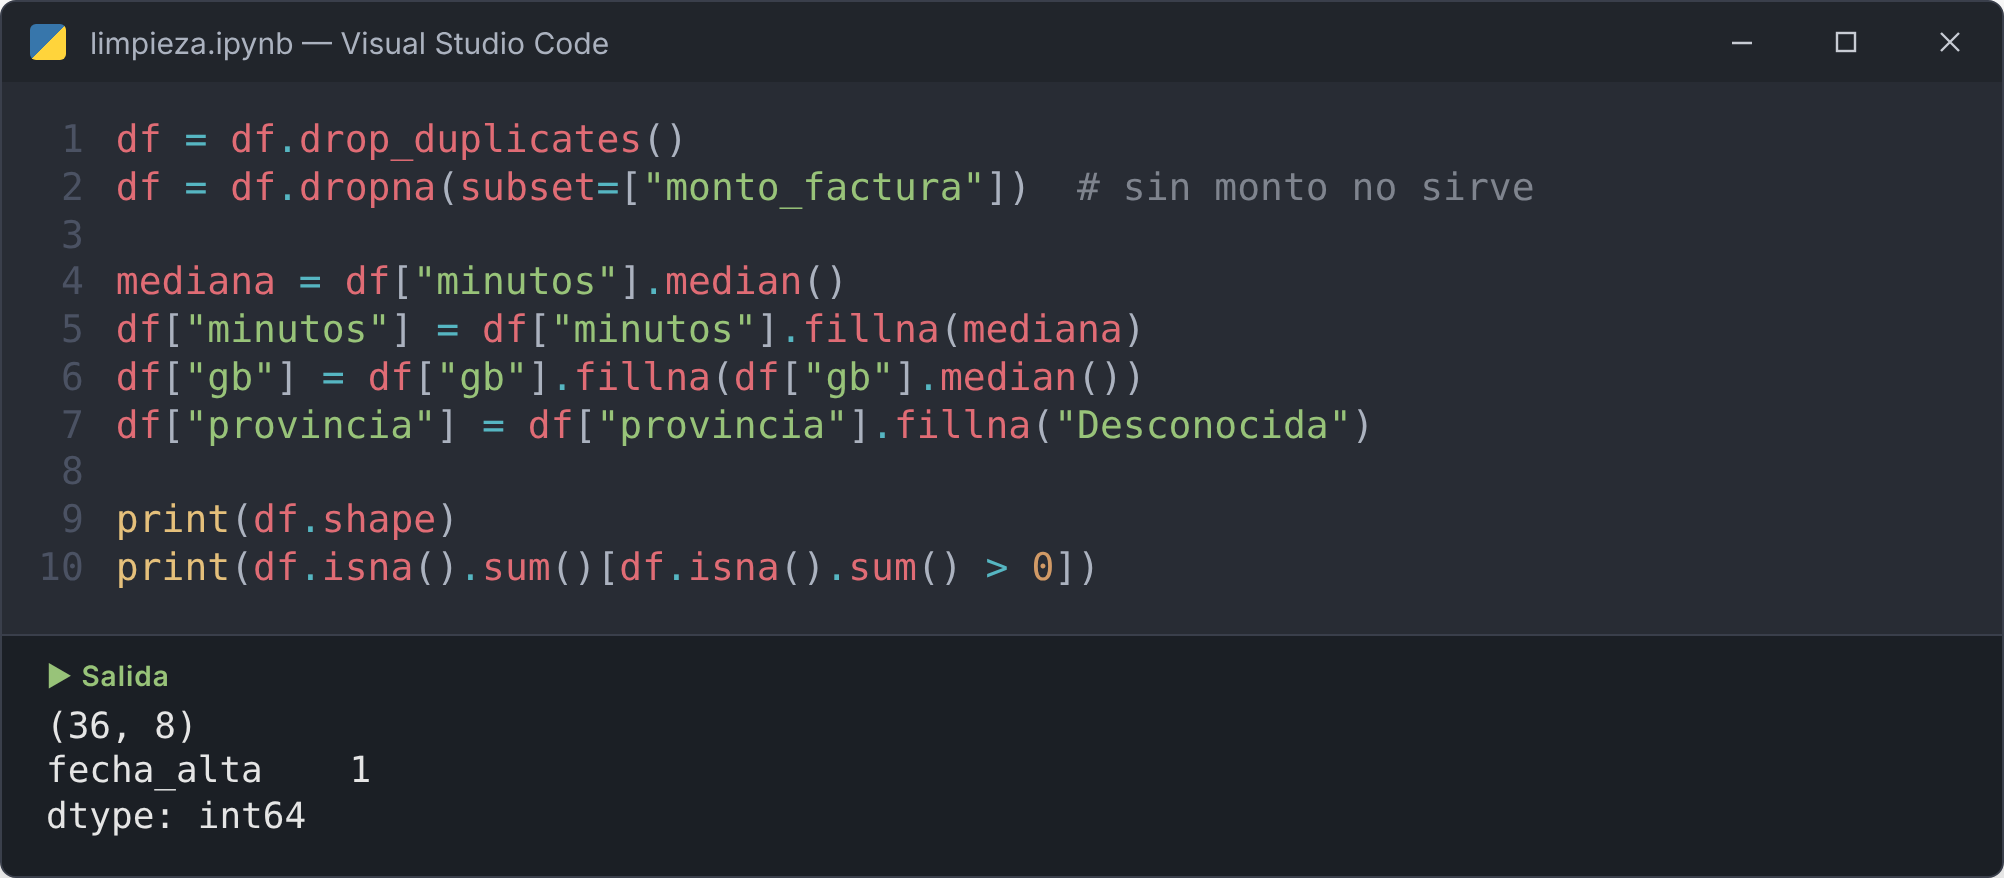 limpieza.ipynb — Visual Studio Code
1 df = df.drop_duplicates()
2 df = df.dropna(subset=["monto_factura"])  # sin monto no sirve
3
4 mediana = df["minutos"].median()
5 df["minutos"] = df["minutos"].fillna(mediana)
6 df["gb"] = df["gb"].fillna(df["gb"].median())
7 df["provincia"] = df["provincia"].fillna("Desconocida")
8
9 print(df.shape)
10 print(df.isna().sum()[df.isna().sum() > 0])
▶ Salida
(36, 8)
fecha_alta    1
dtype: int64